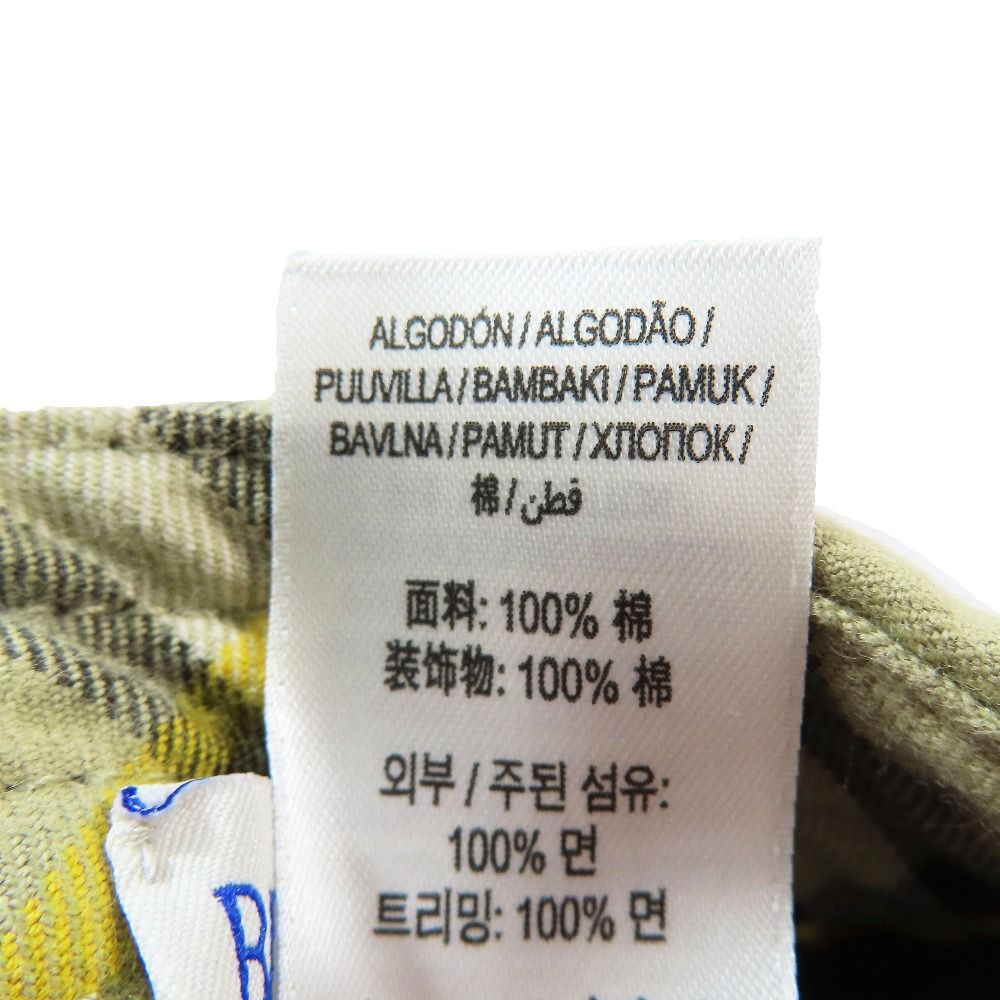 ALGODÓN / ALGODÃO /
PUUVILLA / BAMBAKI / PAMUK /
BAVLNA / PAMUT / ХЛОПОК /
棉 / قطن
面料: 100% 棉
装饰物: 100% 棉
외부 / 주된 섬유:
100% 면
트리밍: 100% 면